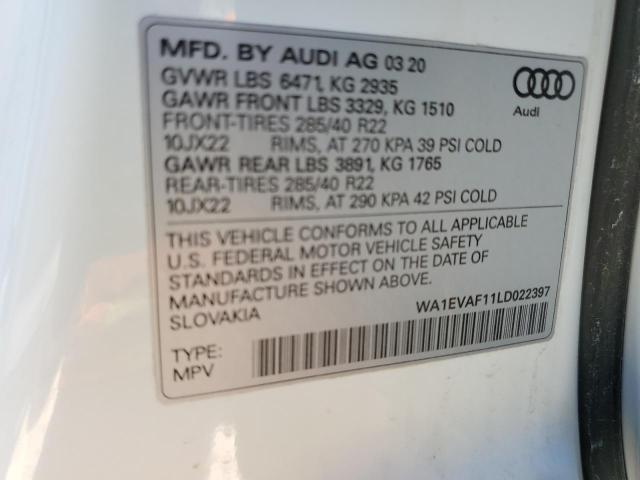 MFD. BY AUDI AG 03 20
GVWR LBS 6471, KG 2935
GAWR FRONT LBS 3329, KG 1510
FRONT-TIRES 285/40 R22
10JX22 RIMS, AT 270 KPA 39 PSI COLD
GAWR REAR LBS 3891, KG 1765
REAR-TIRES 285/40 R22
10JX22 RIMS, AT 290 KPA 42 PSI COLD
Audi
THIS VEHICLE CONFORMS TO ALL APPLICABLE
U.S. FEDERAL MOTOR VEHICLE SAFETY
STANDARDS IN EFFECT ON THE DATE OF
MANUFACTURE SHOWN ABOVE.
SLOVAKIA
WA1EVAF11LD022397
TYPE:
MPV